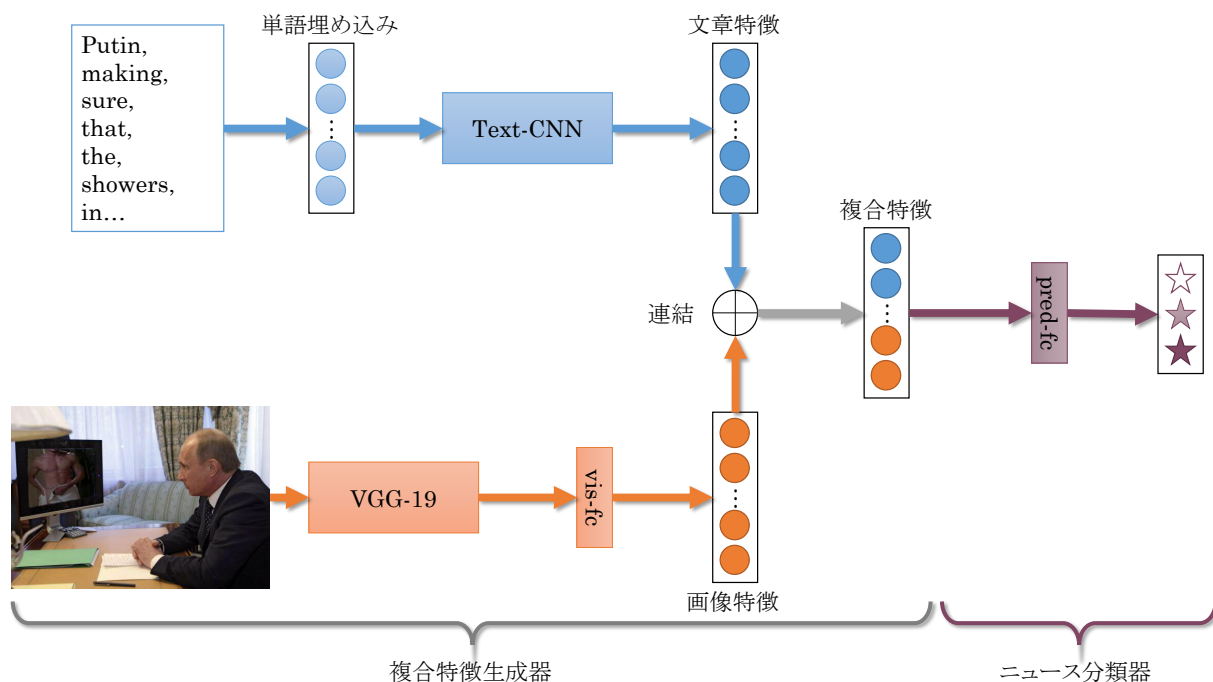 単語埋め込み
文章特徴
Putin,
making,
sure,
that,
the,
showers,
in…
Text-CNN
複合特徴
連結
pred-fc
VGG-19
vis-fc
画像特徴
複合特徴生成器
ニュース分類器